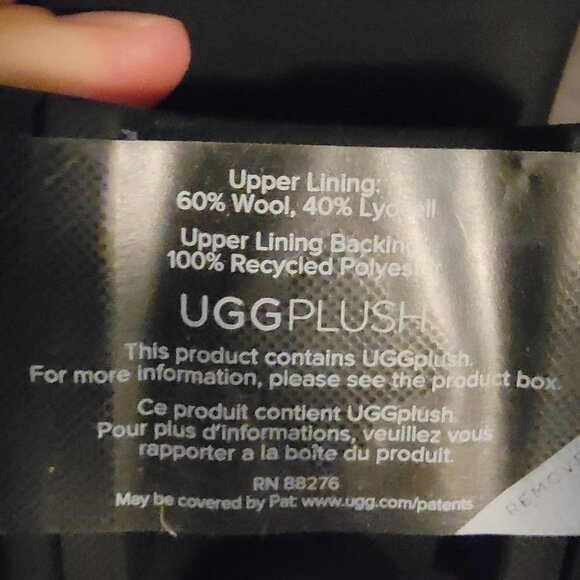 Upper Lining:
60% Wool, 40% Lyocell
Upper Lining Backing
100% Recycled Polyester
UGGPLUSH
This product contains UGGplush.
For more information, please see the product box.
Ce produit contient UGGplush
Pour plus d'informations, veuillez vous
rapporter a la boîte du produit.
RN 88276
May be covered by Pat: www.ugg.com/patents
REMOVE